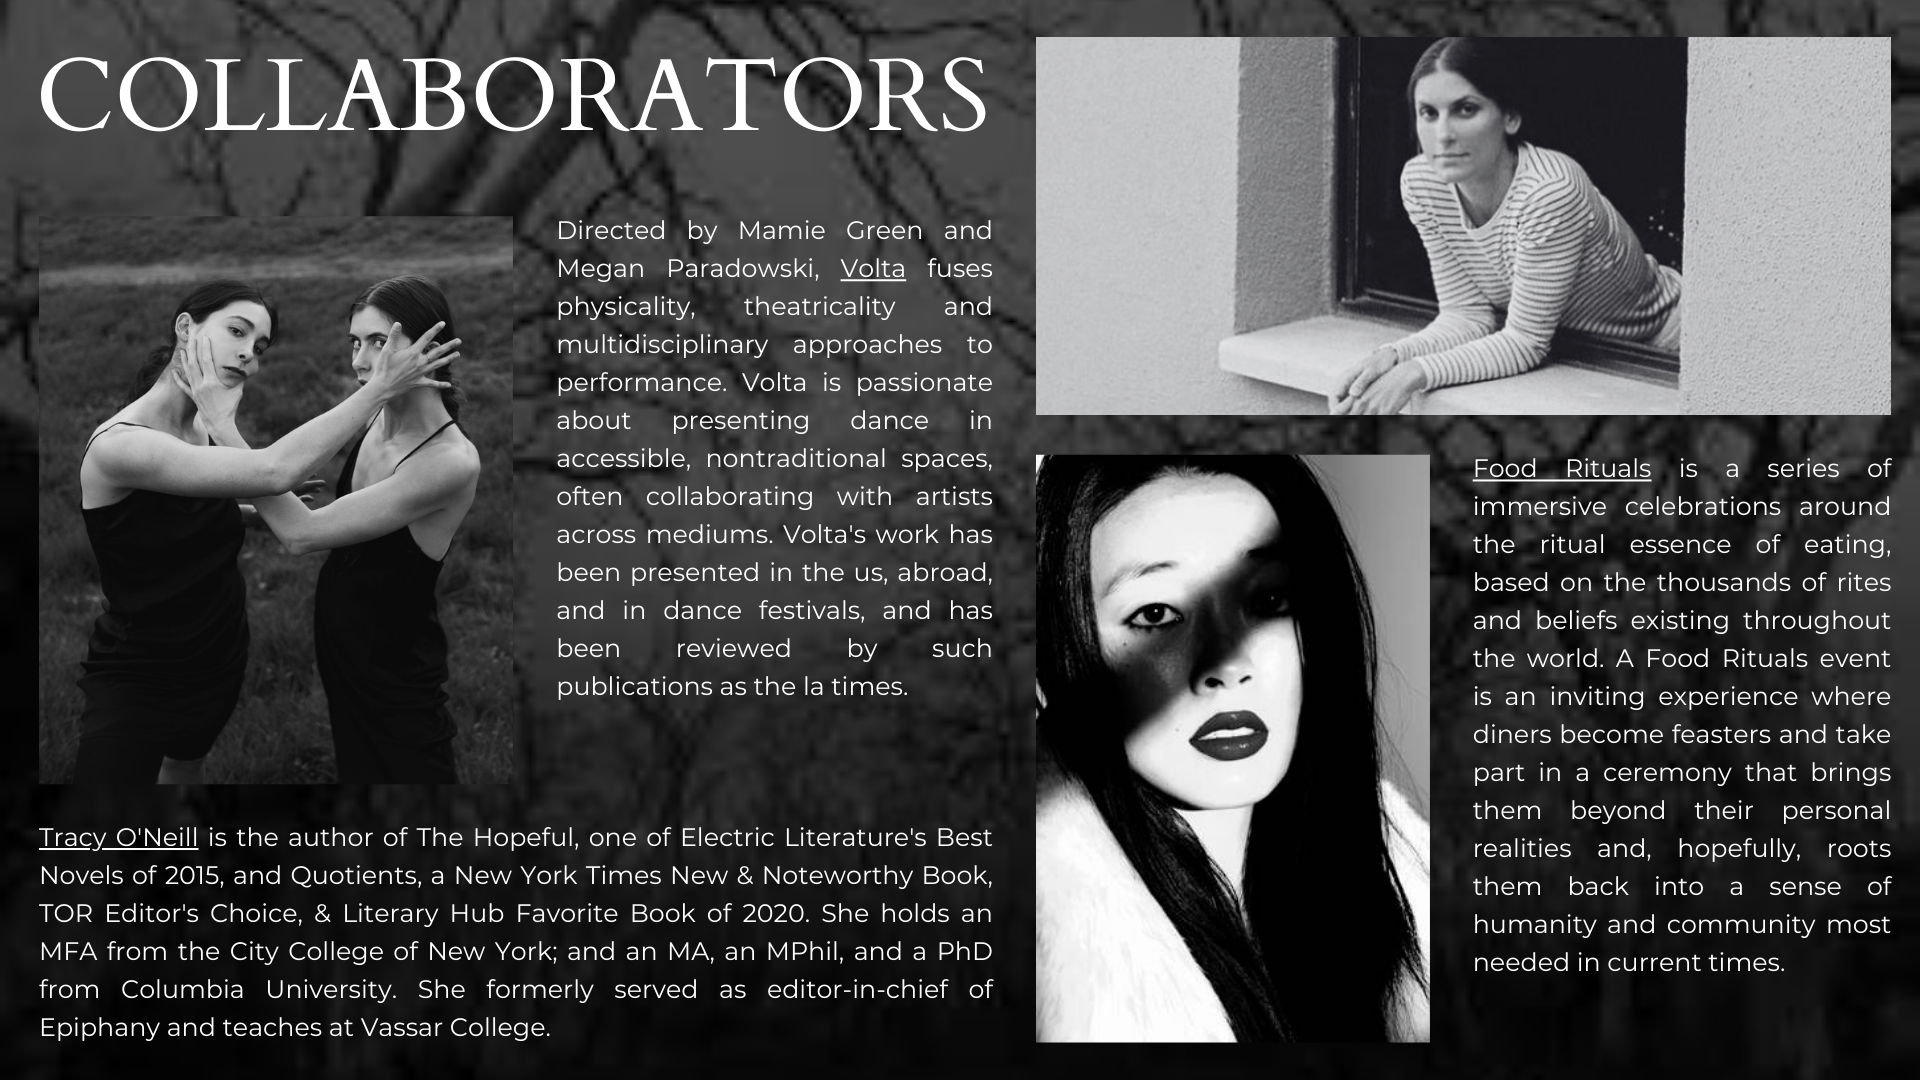 COLLABORATORS
Directed by Mamie Green and
Megan Paradowski, Volta fuses
physicality, theatricality and
multidisciplinary approaches to
performance. Volta is passionate
about presenting dance in
accessible, nontraditional spaces,
often collaborating with artists
across mediums. Volta's work has
been presented in the us, abroad,
and in dance festivals, and has
been reviewed by such
publications as the la times.
Tracy O'Neill is the author of The Hopeful, one of Electric Literature's Best
Novels of 2015, and Quotients, a New York Times New & Noteworthy Book,
TOR Editor's Choice, & Literary Hub Favorite Book of 2020. She holds an
MFA from the City College of New York; and an MA, an MPhil, and a PhD
from Columbia University. She formerly served as editor-in-chief of
Epiphany and teaches at Vassar College.
Food Rituals is a series of
immersive celebrations around
the ritual essence of eating,
based on the thousands of rites
and beliefs existing throughout
the world. A Food Rituals event
is an inviting experience where
diners become feasters and take
part in a ceremony that brings
them beyond their personal
realities and, hopefully, roots
them back into a sense of
humanity and community most
needed in current times.